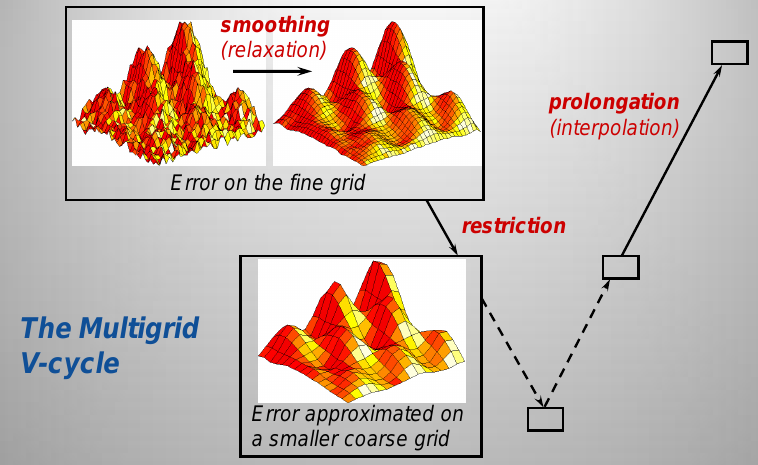 smoothing
(relaxation)
Error on the fine grid
prolongation
(interpolation)
restriction
The Multigrid
V-cycle
Error approximated on
a smaller coarse grid